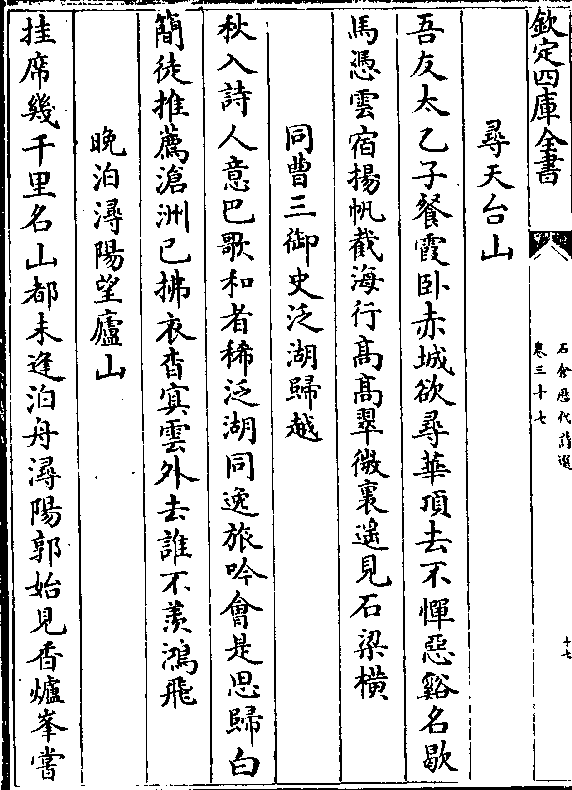 欽定四庫全書
石倉歷代詩選
卷三十七
十七
尋天台山
吾友太乙子餐霞卧赤城欲尋華頂去不憚惡谿名歇
馬憑雲宿揚帆截海行髙髙翠微裏遙見石梁橫
同曹三御史泛湖歸越
秋入詩人意巴歌和者稀泛湖同逸旅吟會是思歸白
簡徒推薦滄洲已拂衣杳㝠雲外去誰不羡鴻飛
晚泊潯陽望廬山
挂席幾千里名山都未逢泊舟潯陽郭始見香爐峯嘗